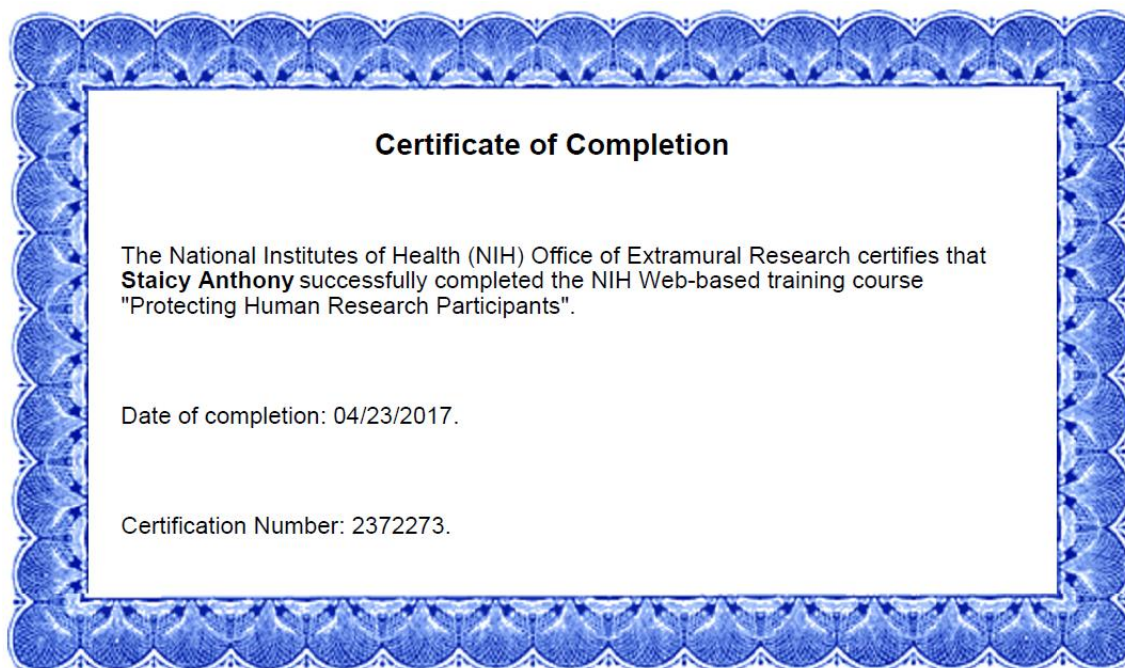 Certificate of Completion
The National Institutes of Health (NIH) Office of Extramural Research certifies that
Staicy Anthony successfully completed the NIH Web-based training course
"Protecting Human Research Participants".
Date of completion: 04/23/2017.
Certification Number: 2372273.